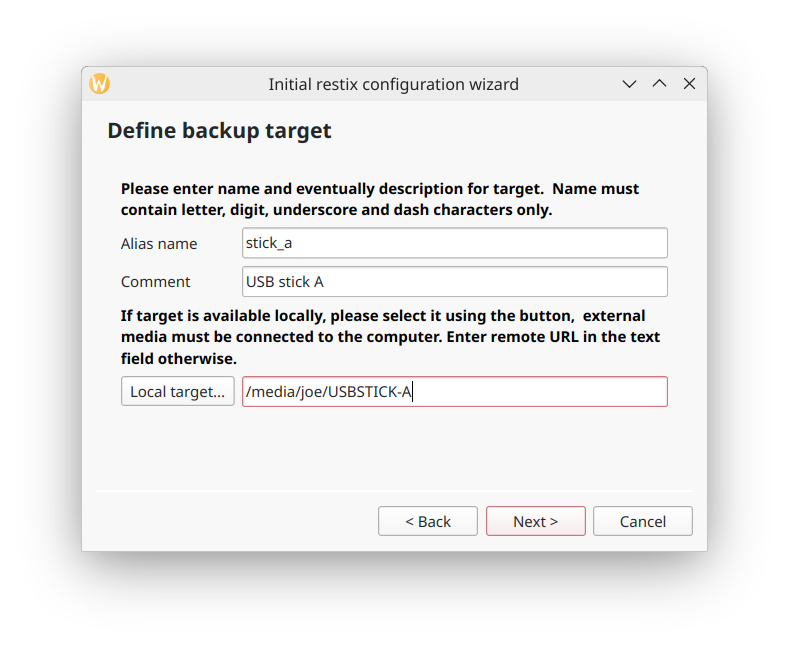 W
Initial restix configuration wizard
Define backup target
Please enter name and eventually description for target.  Name must
contain letter, digit, underscore and dash characters only.
Alias name stick_a
Comment USB stick A
If target is available locally, please select it using the button,  external
media must be connected to the computer. Enter remote URL in the text
field otherwise.
Local target... /media/joe/USBSTICK-A
< Back Next > Cancel